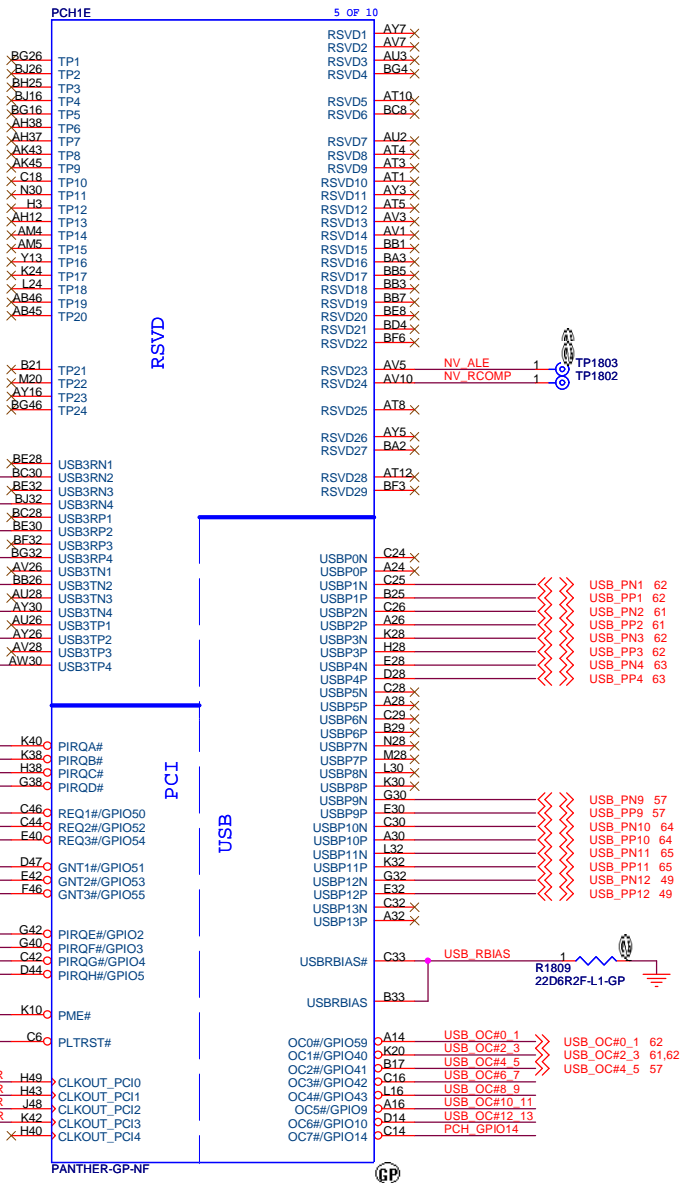 PCH1E 5 OF 10
RSVD1 AY7
RSVD2 AV7
BG26 TP1 RSVD3 AU3
BJ26 TP2 RSVD4 BG4
BH25 TP3
BJ16 TP4 RSVD5 AT10
BG16 TP5 RSVD6 BC8
AH38 TP6
AH37 TP7 RSVD7 AU2
AK43 TP8 RSVD8 AT4
AK45 TP9 RSVD9 AT3
C18 TP10 RSVD10 AT1
N30 TP11 RSVD11 AY3
H3 TP12 RSVD12 AT5
AH12 TP13 RSVD13 AV3
AM4 TP14 RSVD14 AV1
AM5 TP15 RSVD15 BB1
Y13 TP16 RSVD16 BA3
K24 TP17 RSVD17 BB5
L24 TP18 RSVD18 BB3
AB46 TP19 RSVD19 BB7
AB45 TP20 RSVD20 BE8
RSVD21 BD4
RSVD22 BF6
RSVD
B21 TP21 RSVD23 AV5 NV_ALE 1 TP1803
M20 TP22 RSVD24 AV10 NV_RCOMP 1 TP1802
AY16 TP23
BG46 TP24 RSVD25 AT8
RSVD26 AY5
RSVD27 BA2
BE28 USB3RN1
BC30 USB3RN2 RSVD28 AT12
BE32 USB3RN3 RSVD29 BF3
BJ32 USB3RN4
BC28 USB3RP1
BE30 USB3RP2
BF32 USB3RP3
BG32 USB3RP4 USBP0N C24
AV26 USB3TN1 USBP0P A24
BB26 USB3TN2 USBP1N C25 USB_PN1 62
AU28 USB3TN3 USBP1P B25 USB_PP1 62
AY30 USB3TN4 USBP2N C26 USB_PN2 61
AU26 USB3TP1 USBP2P A26 USB_PP2 61
AY26 USB3TP2 USBP3N K28 USB_PN3 62
AV28 USB3TP3 USBP3P H28 USB_PP3 62
AW30 USB3TP4 USBP4N E28 USB_PN4 63
USBP4P D28 USB_PP4 63
USBP5N C28
USBP5P A28
USBP6N C29
USBP6P B29
K40 PIRQA# USBP7N N28
K38 PIRQB# USBP7P M28
H38 PIRQC# USBP8N L30
G38 PIRQD# USBP8P K30
PCI
USBP9N G30 USB_PN9 57
C46 REQ1#/GPIO50 USBP9P E30 USB_PP9 57
C44 REQ2#/GPIO52 USBP10N C30 USB_PN10 64
E40 REQ3#/GPIO54 USBP10P A30 USB_PP10 64
USB
USBP11N L32 USB_PN11 65
D47 GNT1#/GPIO51 USBP11P K32 USB_PP11 65
E42 GNT2#/GPIO53 USBP12N G32 USB_PN12 49
F46 GNT3#/GPIO55 USBP12P E32 USB_PP12 49
USBP13N C32
USBP13P A32
G42 PIRQE#/GPIO2
G40 PIRQF#/GPIO3
C42 PIRQG#/GPIO4 USBRBIAS# C33 USB_RBIAS 1
D44 PIRQH#/GPIO5 R1809
22D6R2F-L1-GP
USBRBIAS B33
K10 PME#
C6 PLTRST# OC0#/GPIO59 A14 USB_OC#0_1 USB_OC#0_1 62
OC1#/GPIO40 K20 USB_OC#2_3 USB_OC#2_3 61,62
OC2#/GPIO41 B17 USB_OC#4_5 USB_OC#4_5 57
R H49 CLKOUT_PCI0 OC3#/GPIO42 C16 USB_OC#6_7
R H43 CLKOUT_PCI1 OC4#/GPIO43 L16 USB_OC#8_9
R J48 CLKOUT_PCI2 OC5#/GPIO9 A16 USB_OC#10_11
R K42 CLKOUT_PCI3 OC6#/GPIO10 D14 USB_OC#12_13
H40 CLKOUT_PCI4 OC7#/GPIO14 C14 PCH_GPIO14
PANTHER-GP-NF
GP